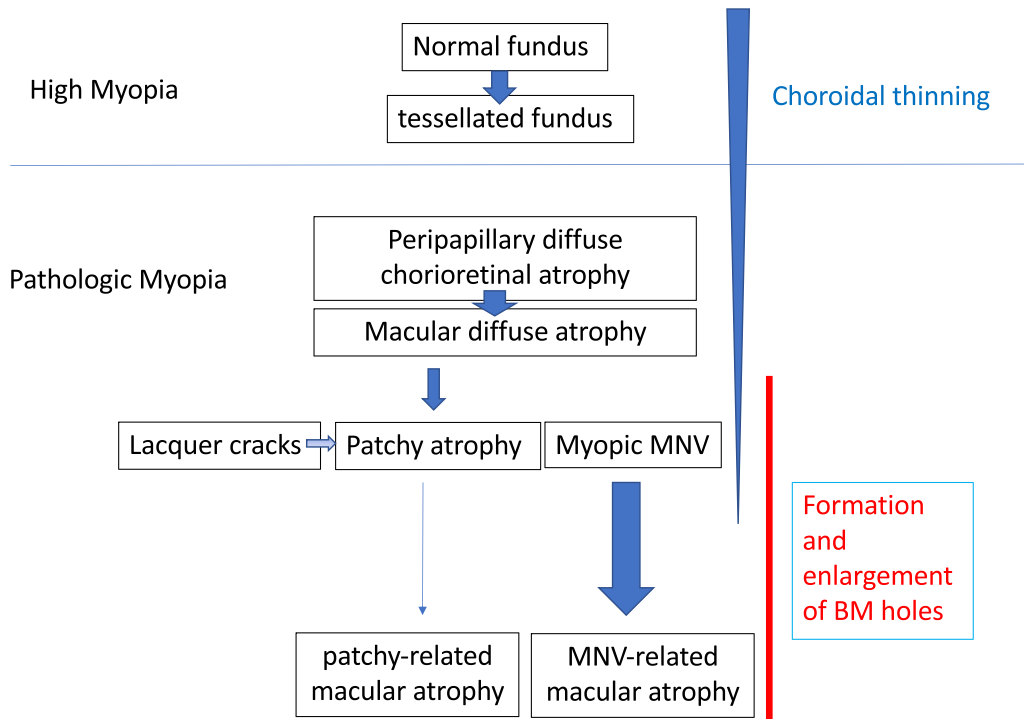 Normal fundus
High Myopia
Choroidal thinning
tessellated fundus
Peripapillary diffuse
chorioretinal atrophy
Pathologic Myopia
Macular diffuse atrophy
Lacquer cracks
Patchy atrophy
Myopic MNV
Formation
and
enlargement
of BM holes
patchy-related
macular atrophy
MNV-related
macular atrophy